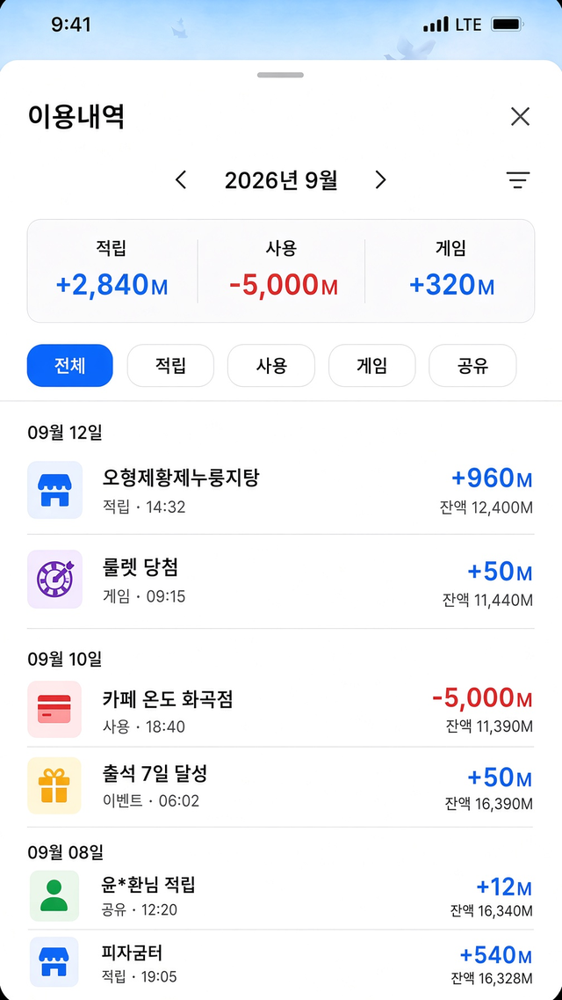 9:41
LTE
이용내역
2026년 9월
적립 사용 게임
+2,840M -5,000M +320M
전체 적립 사용 게임 공유
09월 12일
오형제황제누룽지탕 +960M
적립 · 14:32 잔액 12,400M
룰렛 당첨 +50M
게임 · 09:15 잔액 11,440M
09월 10일
카페 온도 화곡점 -5,000M
사용 · 18:40 잔액 11,390M
출석 7일 달성 +50M
이벤트 · 06:02 잔액 16,390M
09월 08일
윤*환님 적립 +12M
공유 · 12:20 잔액 16,340M
피자굼터 +540M
적립 · 19:05 잔액 16,328M